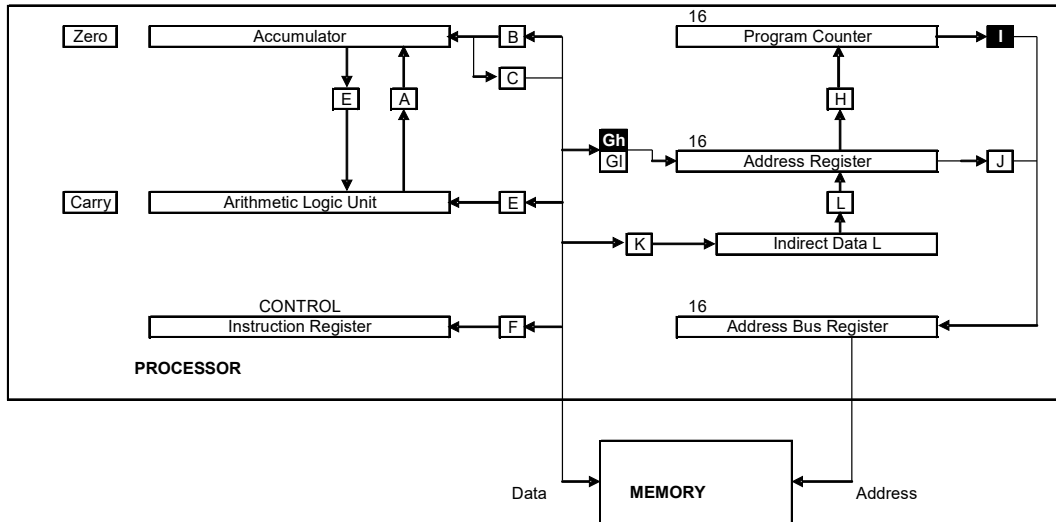 16
Zero
Accumulator
B
Program Counter
I
C
E
A
H
Gh
Gl
16
Address Register
J
Carry
Arithmetic Logic Unit
E
L
K
Indirect Data L
CONTROL
16
Instruction Register
F
Address Bus Register
PROCESSOR
Data
MEMORY
Address